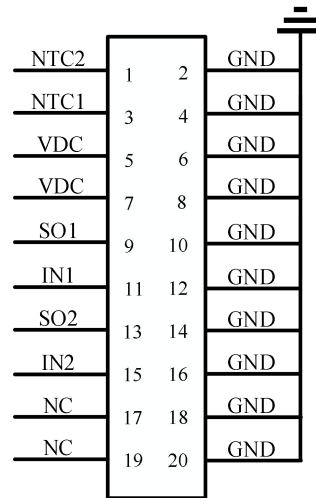 NTC2 1 2 GND
NTC1 3 4 GND
VDC 5 6 GND
VDC 7 8 GND
SO1 9 10 GND
IN1 11 12 GND
SO2 13 14 GND
IN2 15 16 GND
NC 17 18 GND
NC 19 20 GND